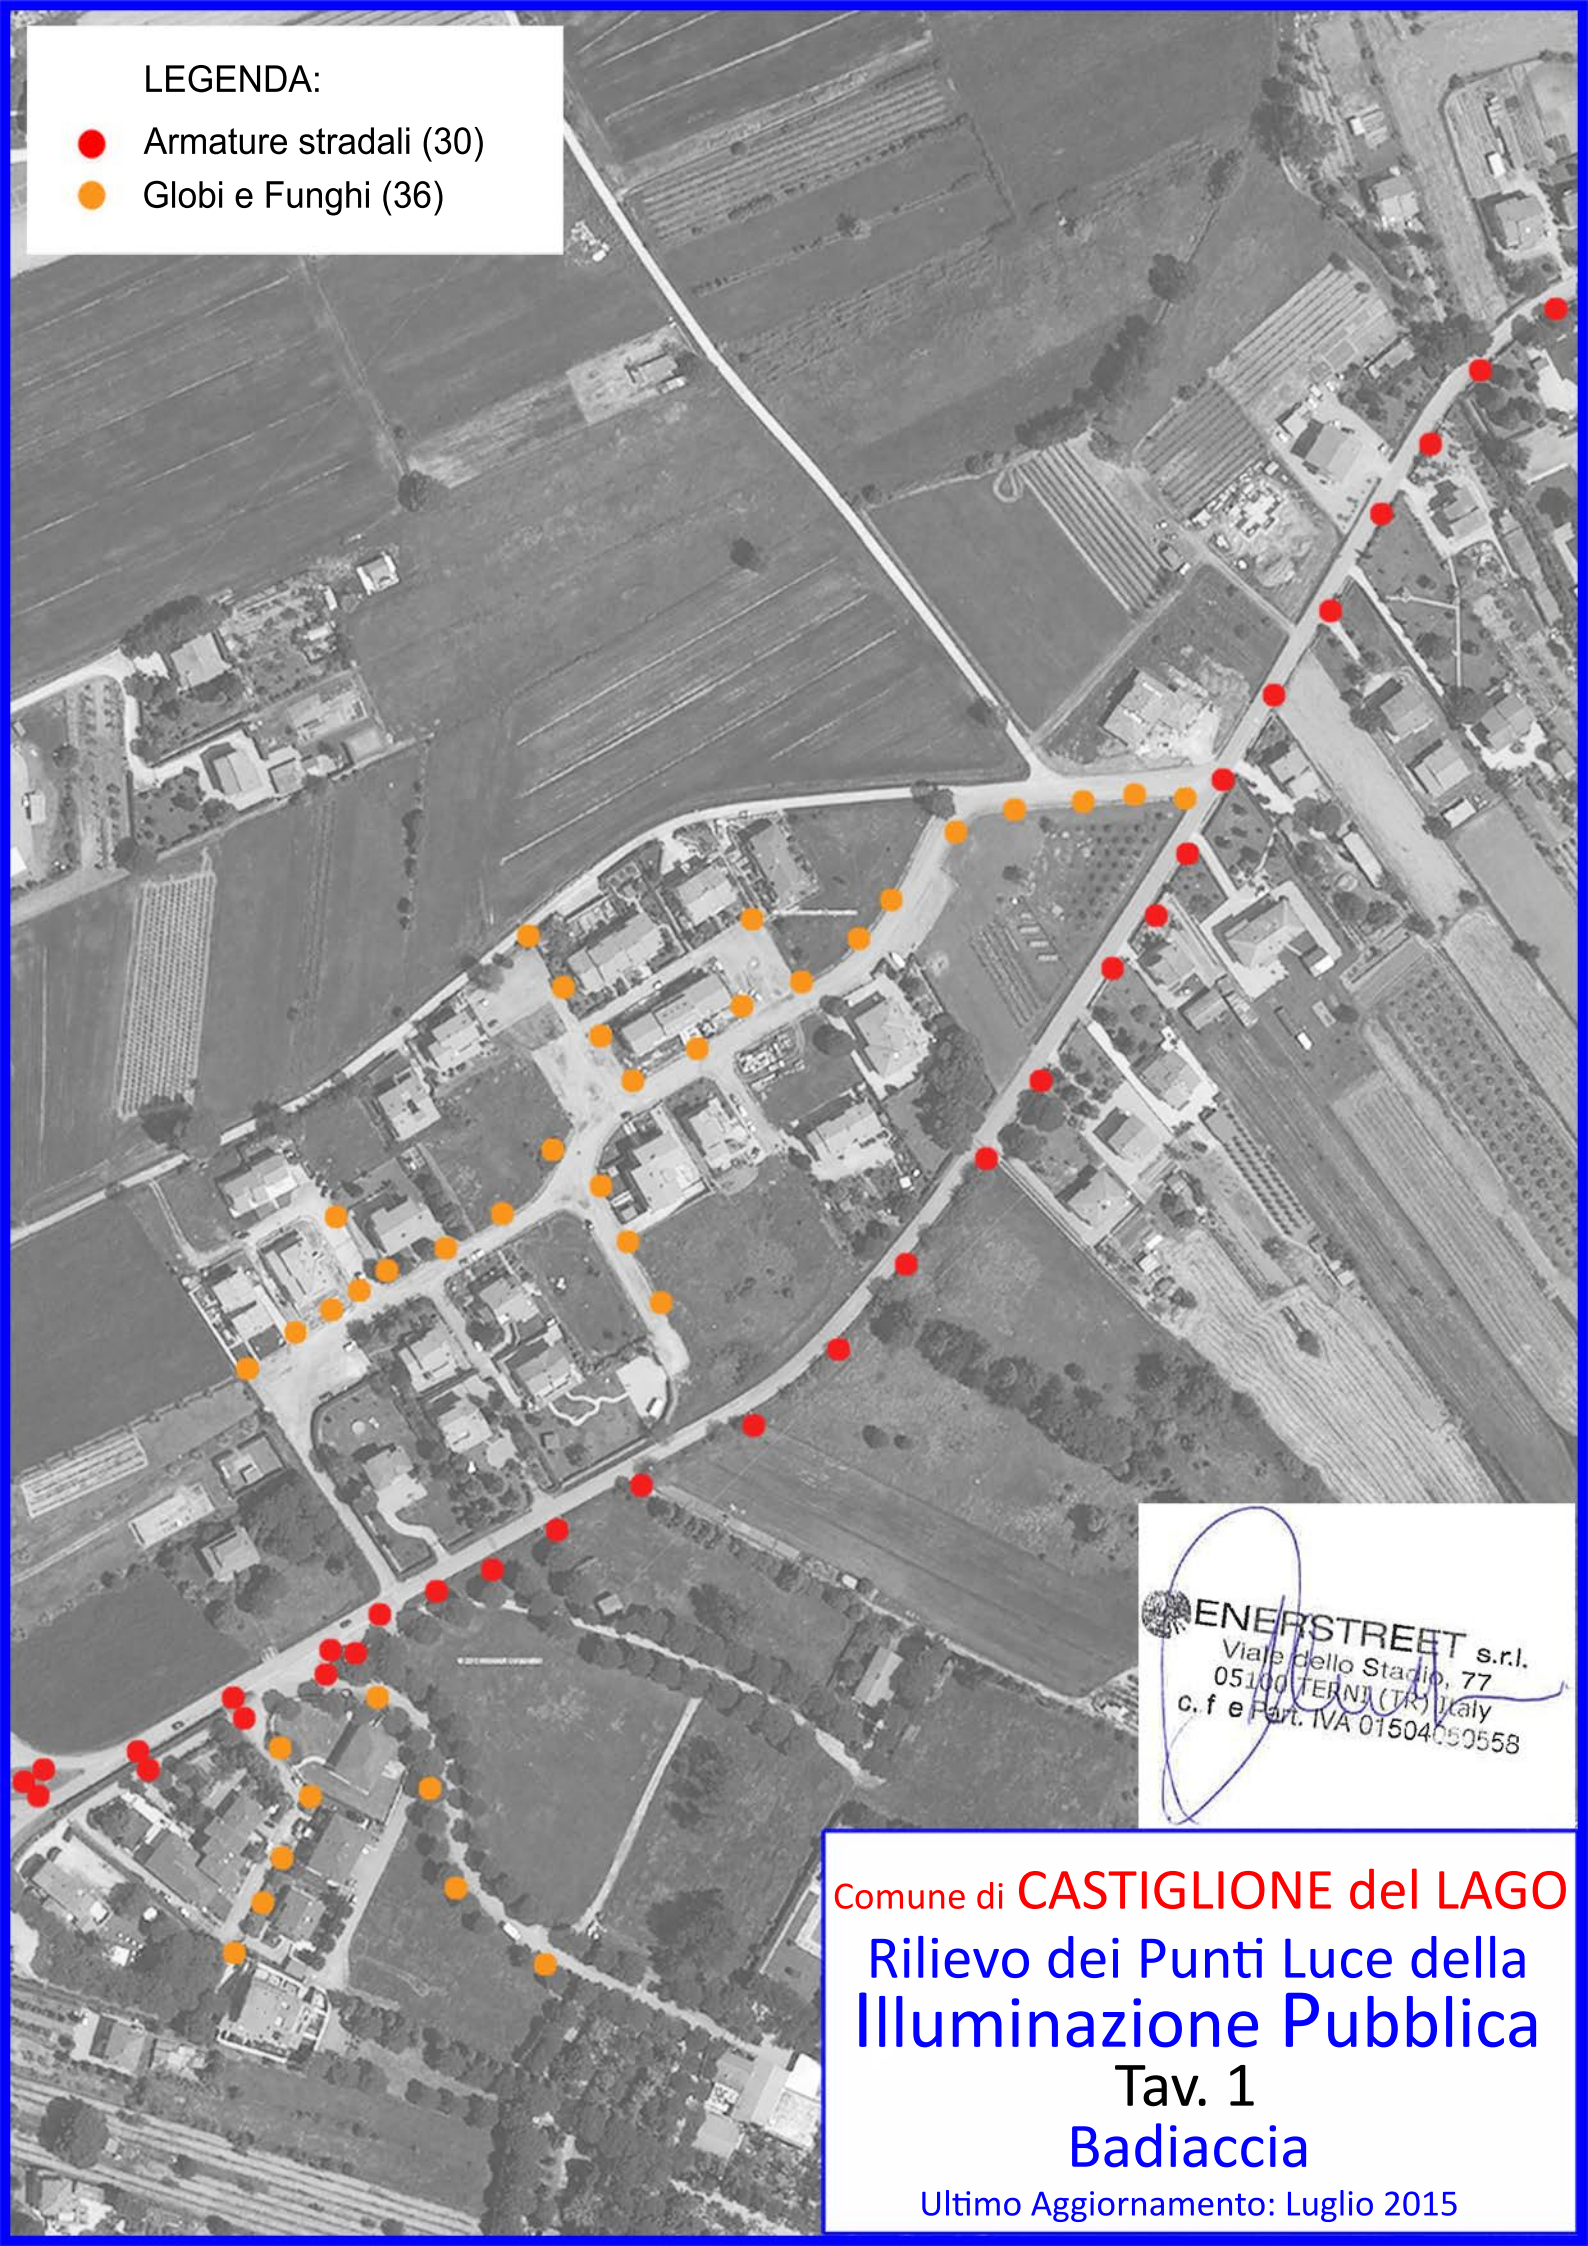 LEGENDA:
Armature stradali (30)
Globi e Funghi (36)
ENERSTREET s.r.l.
Viale dello Stadio, 77
05100 TERNI (TR) Italy
c. f e Part. IVA 01504050558
Comune di CASTIGLIONE del LAGO
Rilievo dei Punti Luce della
Illuminazione Pubblica
Tav. 1
Badiaccia
Ultimo Aggiornamento: Luglio 2015